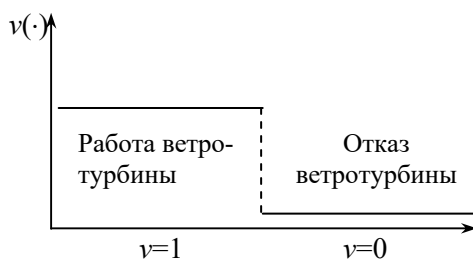 v(·)
Работа ветро-
турбины
Отказ
ветротурбины
v=1
v=0